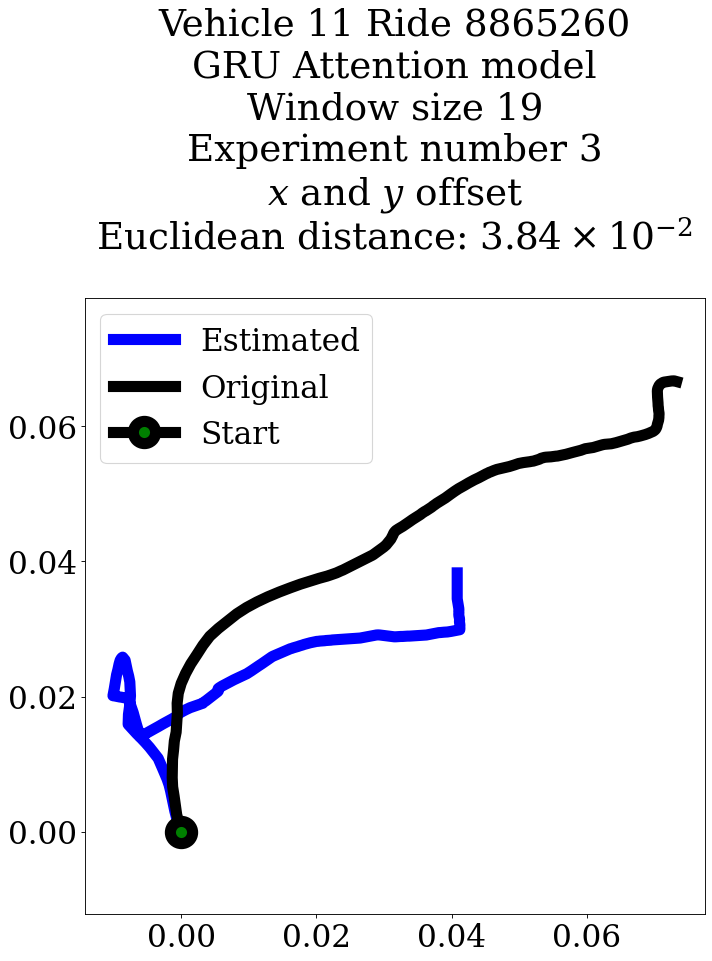 Vehicle 11 Ride 8865260
GRU Attention model
Window size 19
Experiment number 3
x and y offset
Euclidean distance: 3.84 × 10⁻²
Estimated
Original
Start
0.06
0.04
0.02
0.00
0.00 0.02 0.04 0.06